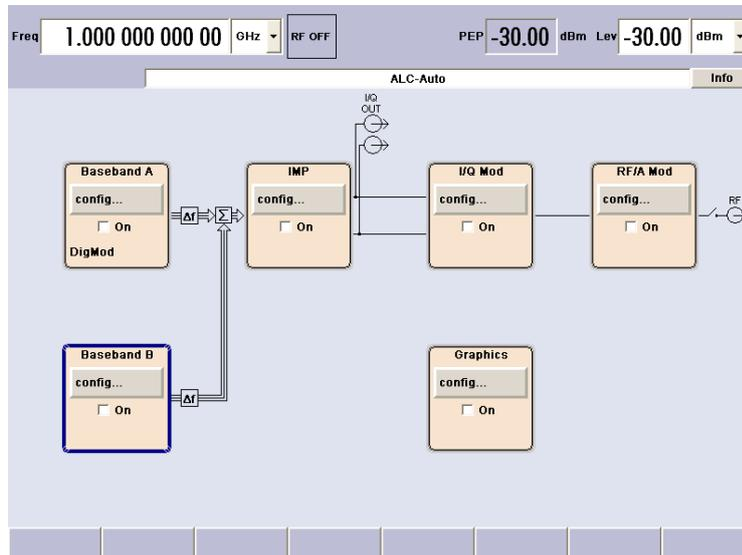 Freq 1.000 000 000 00 GHz RF OFF PEP -30.00 dBm Lev -30.00 dBm
ALC-Auto Info
I/Q
OUT
Baseband A IMP I/Q Mod RF/A Mod
config... config... config... config...
RF
Δf Σ
On On On On
DigMod
Baseband B Graphics
config... config...
Δf
On On